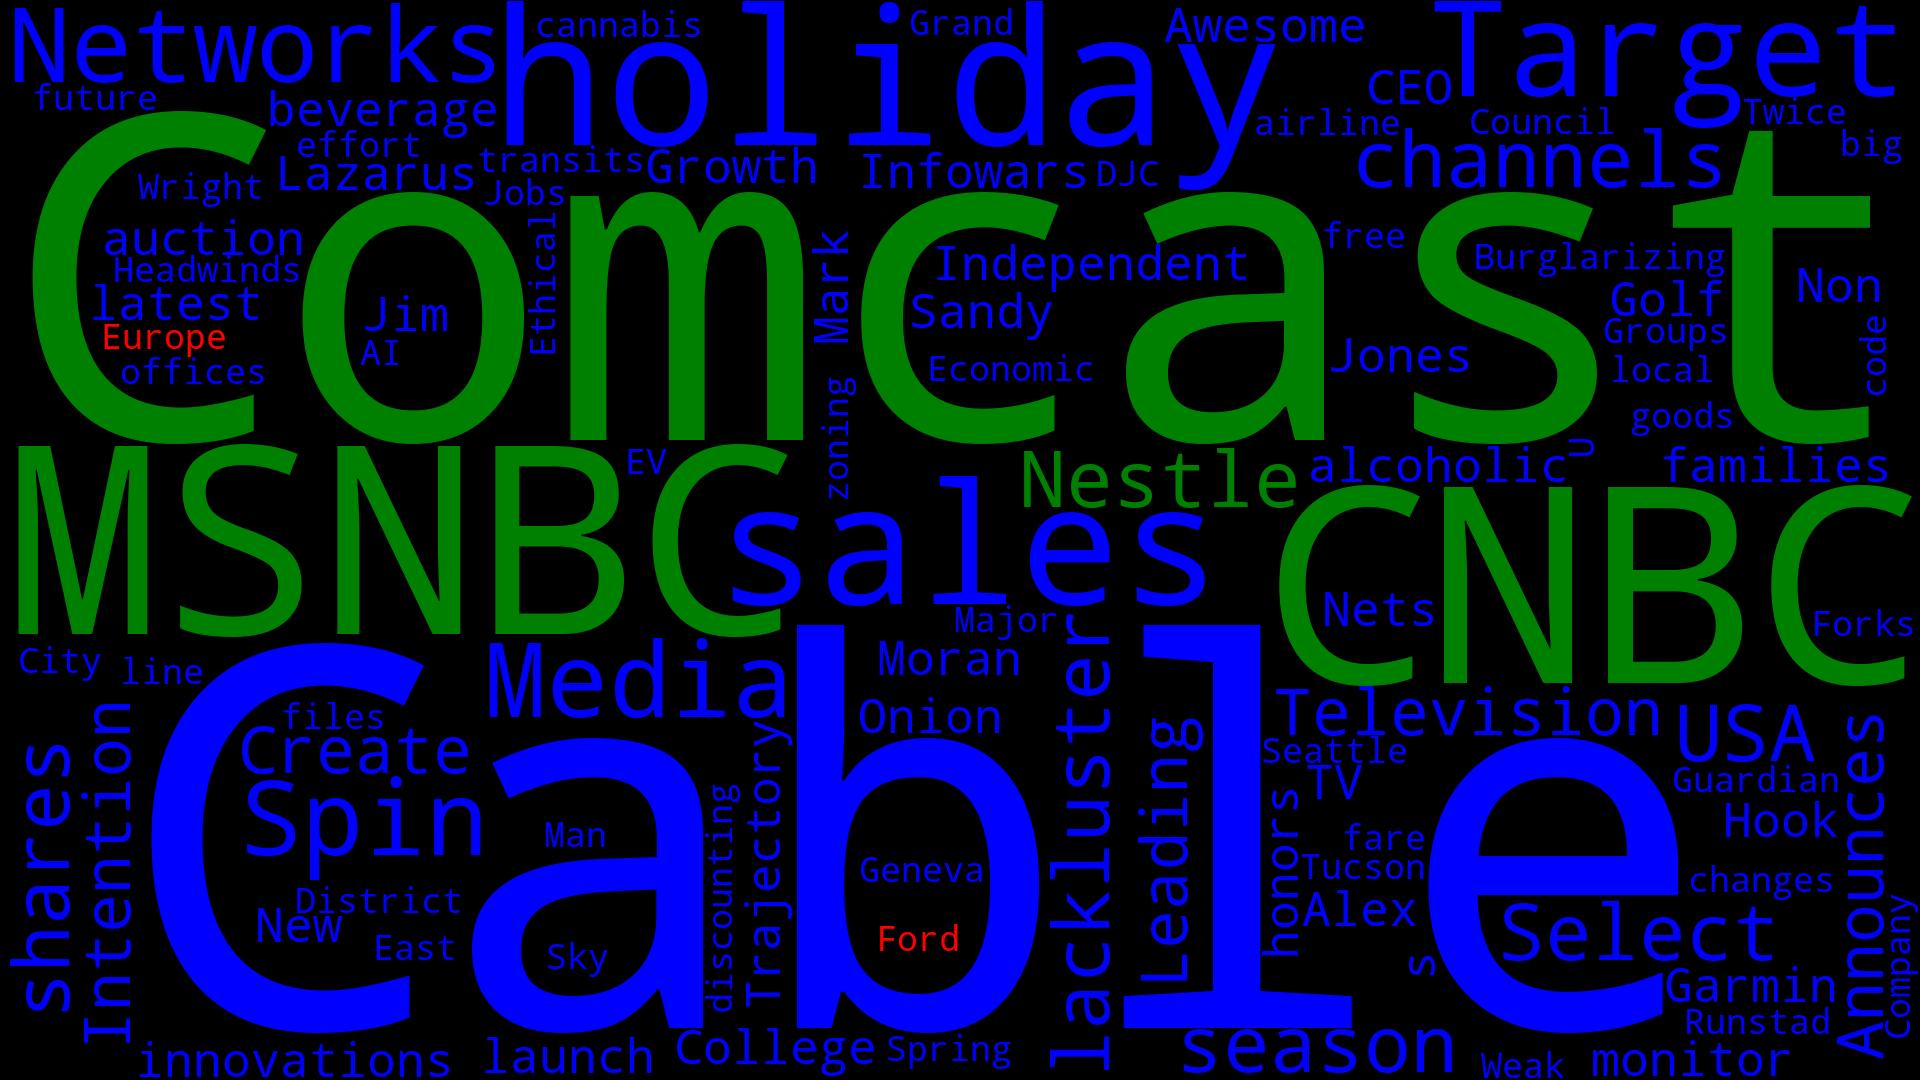 Networks
holiday
cannabis
Grand
Awesome
Target
CEO
future
beverage
airline
Council
Twice
big
effort
Lazarus
transits
Growth
Infowars
DJC
channels
Wright
Jobs
Comcast
auction
Headwinds
latest
Europe
offices
Jim
AI
Ethical
Mark
Independent
Sandy
Economic
free
Burglarizing
Golf
Groups
Non
local
Jones
code
goods
zoning
MSNBC
EV
sales
Nestle
alcoholic
U
families
CNBC
Nets
Forks
City
line
Media
Major
Moran
Onion
lackluster
Cable
files
Create
Spin
Television
USA
Seattle
TV
Guardian
Hook
shares
Intention
Man
discounting
Trajectory
Geneva
Leading
honors
fare
Tucson
Alex
changes
Announces
District
New
East
Sky
Ford
s
Select
Garmin
Company
Runstad
innovations
launch
College
Spring
season
Weak
monitor